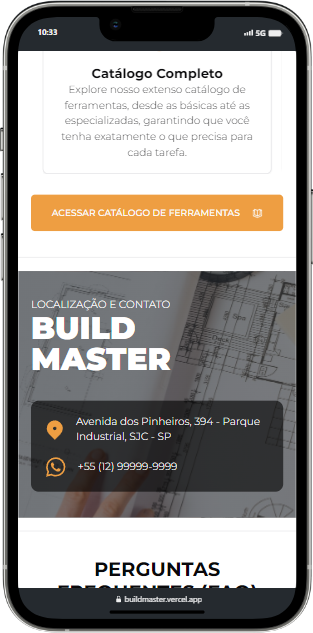 10:33
5G
Catálogo Completo
Explore nosso extenso catálogo de
ferramentas, desde as básicas até as
especializadas, garantindo que você
tenha exatamente o que precisa para
cada tarefa.
ACESSAR CATÁLOGO DE FERRAMENTAS
LOCALIZAÇÃO E CONTATO
BUILD
MASTER
Avenida dos Pinheiros, 394 - Parque
Industrial, SJC - SP
+55 (12) 99999-9999
PERGUNTAS
FREQUENTES (FAQ)
buildmaster.vercel.app